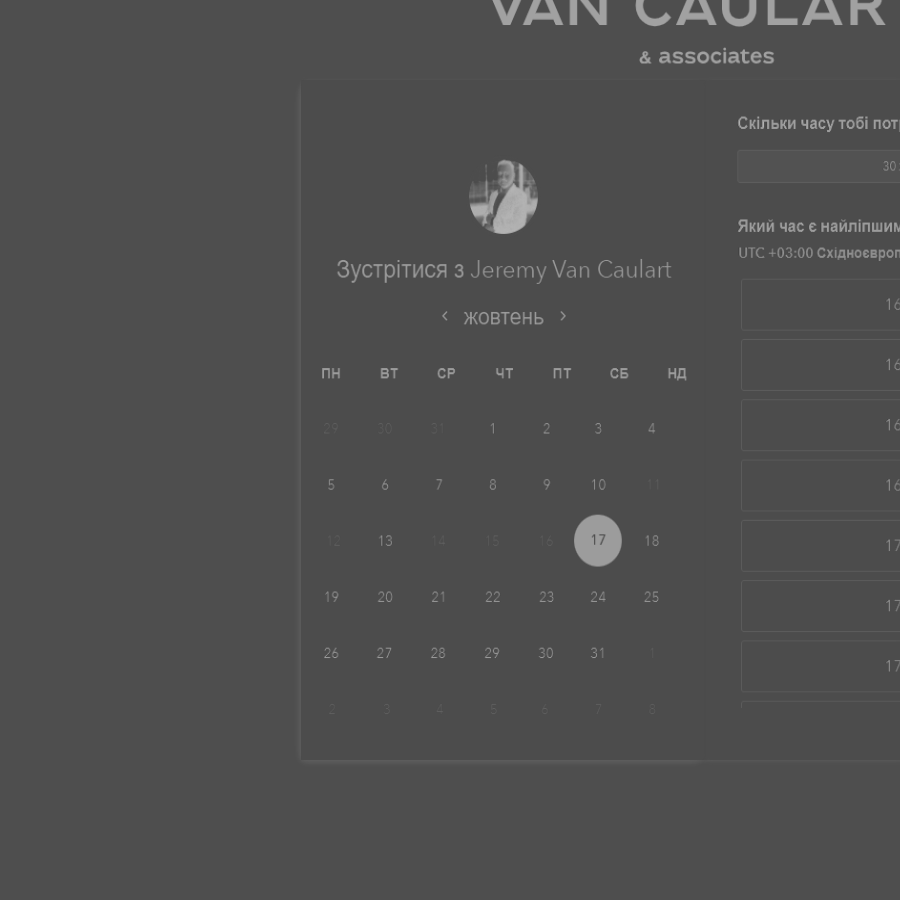 VAN CAULAR
& associates
Зустрітися з Jeremy Van Caulart
‹ жовтень ›
ПН ВТ СР ЧТ ПТ СБ НД
29 30 31 1 2 3 4
5 6 7 8 9 10 11
12 13 14 15 16 17 18
19 20 21 22 23 24 25
26 27 28 29 30 31 1
2 3 4 5 6 7 8
Скільки часу тобі пот
30
Який час є найліпшим
UTC +03:00 Східноєвроп
16
16
16
16
17
17
17